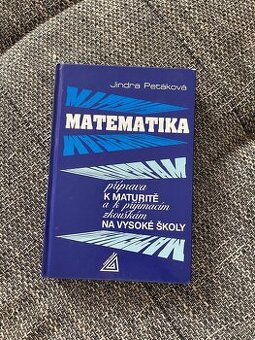 Jindra Petáková
MATEMATIKA
příprava
K MATURITĚ
a k přijímacím
zkouškám
NA VYSOKÉ ŠKOLY